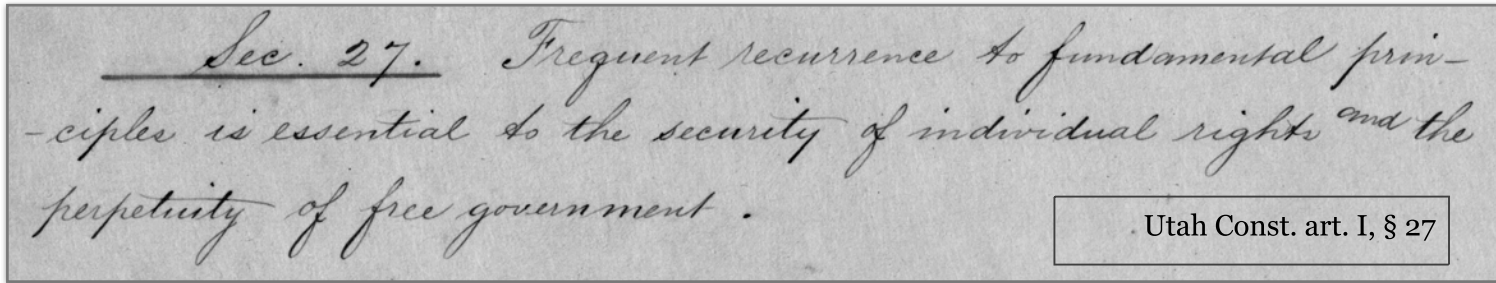 Sec. 27. Frequent recurrence to fundamental prin-
-ciples is essential to the security of individual rights and the
perpetuity of free government.
Utah Const. art. I, § 27